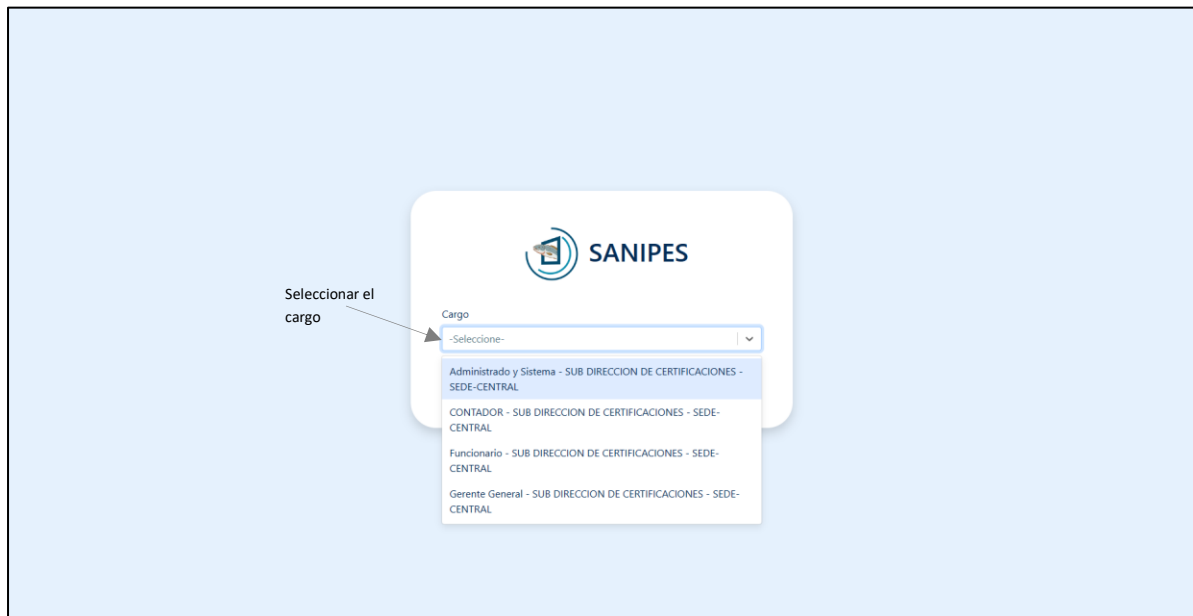 SANIPES
Seleccionar el
cargo
Cargo
-Seleccione-
Administrado y Sistema - SUB DIRECCION DE CERTIFICACIONES -
SEDE-CENTRAL
CONTADOR - SUB DIRECCION DE CERTIFICACIONES - SEDE-
CENTRAL
Funcionario - SUB DIRECCION DE CERTIFICACIONES - SEDE-
CENTRAL
Gerente General - SUB DIRECCION DE CERTIFICACIONES - SEDE-
CENTRAL